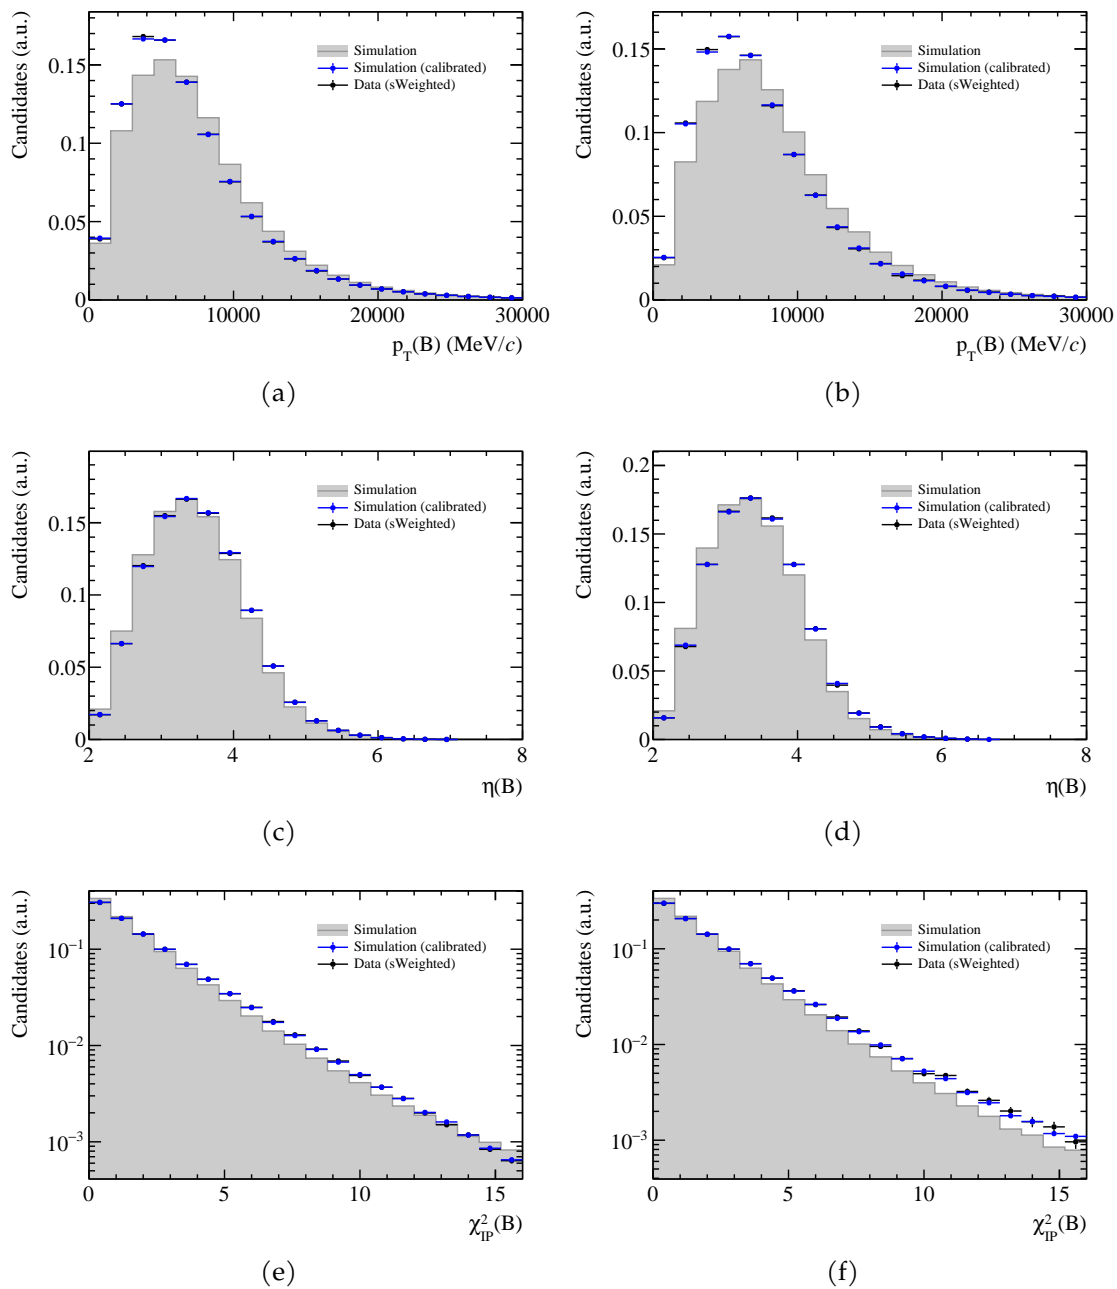 Candidates (a.u.)
0.15
0.1
0.05
0
Simulation
Simulation (calibrated)
Data (sWeighted)
0 10000 20000 30000
p_T(B) (MeV/c)
(a)
Candidates (a.u.)
0.15
0.1
0.05
0
Simulation
Simulation (calibrated)
Data (sWeighted)
0 10000 20000 30000
p_T(B) (MeV/c)
(b)
Candidates (a.u.)
0.15
0.1
0.05
0
Simulation
Simulation (calibrated)
Data (sWeighted)
2 4 6 8
η(B)
(c)
Candidates (a.u.)
0.2
0.15
0.1
0.05
0
Simulation
Simulation (calibrated)
Data (sWeighted)
2 4 6 8
η(B)
(d)
Candidates (a.u.)
10⁻¹
10⁻²
10⁻³
Simulation
Simulation (calibrated)
Data (sWeighted)
0 5 10 15
χ²_IP(B)
(e)
Candidates (a.u.)
10⁻¹
10⁻²
10⁻³
Simulation
Simulation (calibrated)
Data (sWeighted)
0 5 10 15
χ²_IP(B)
(f)